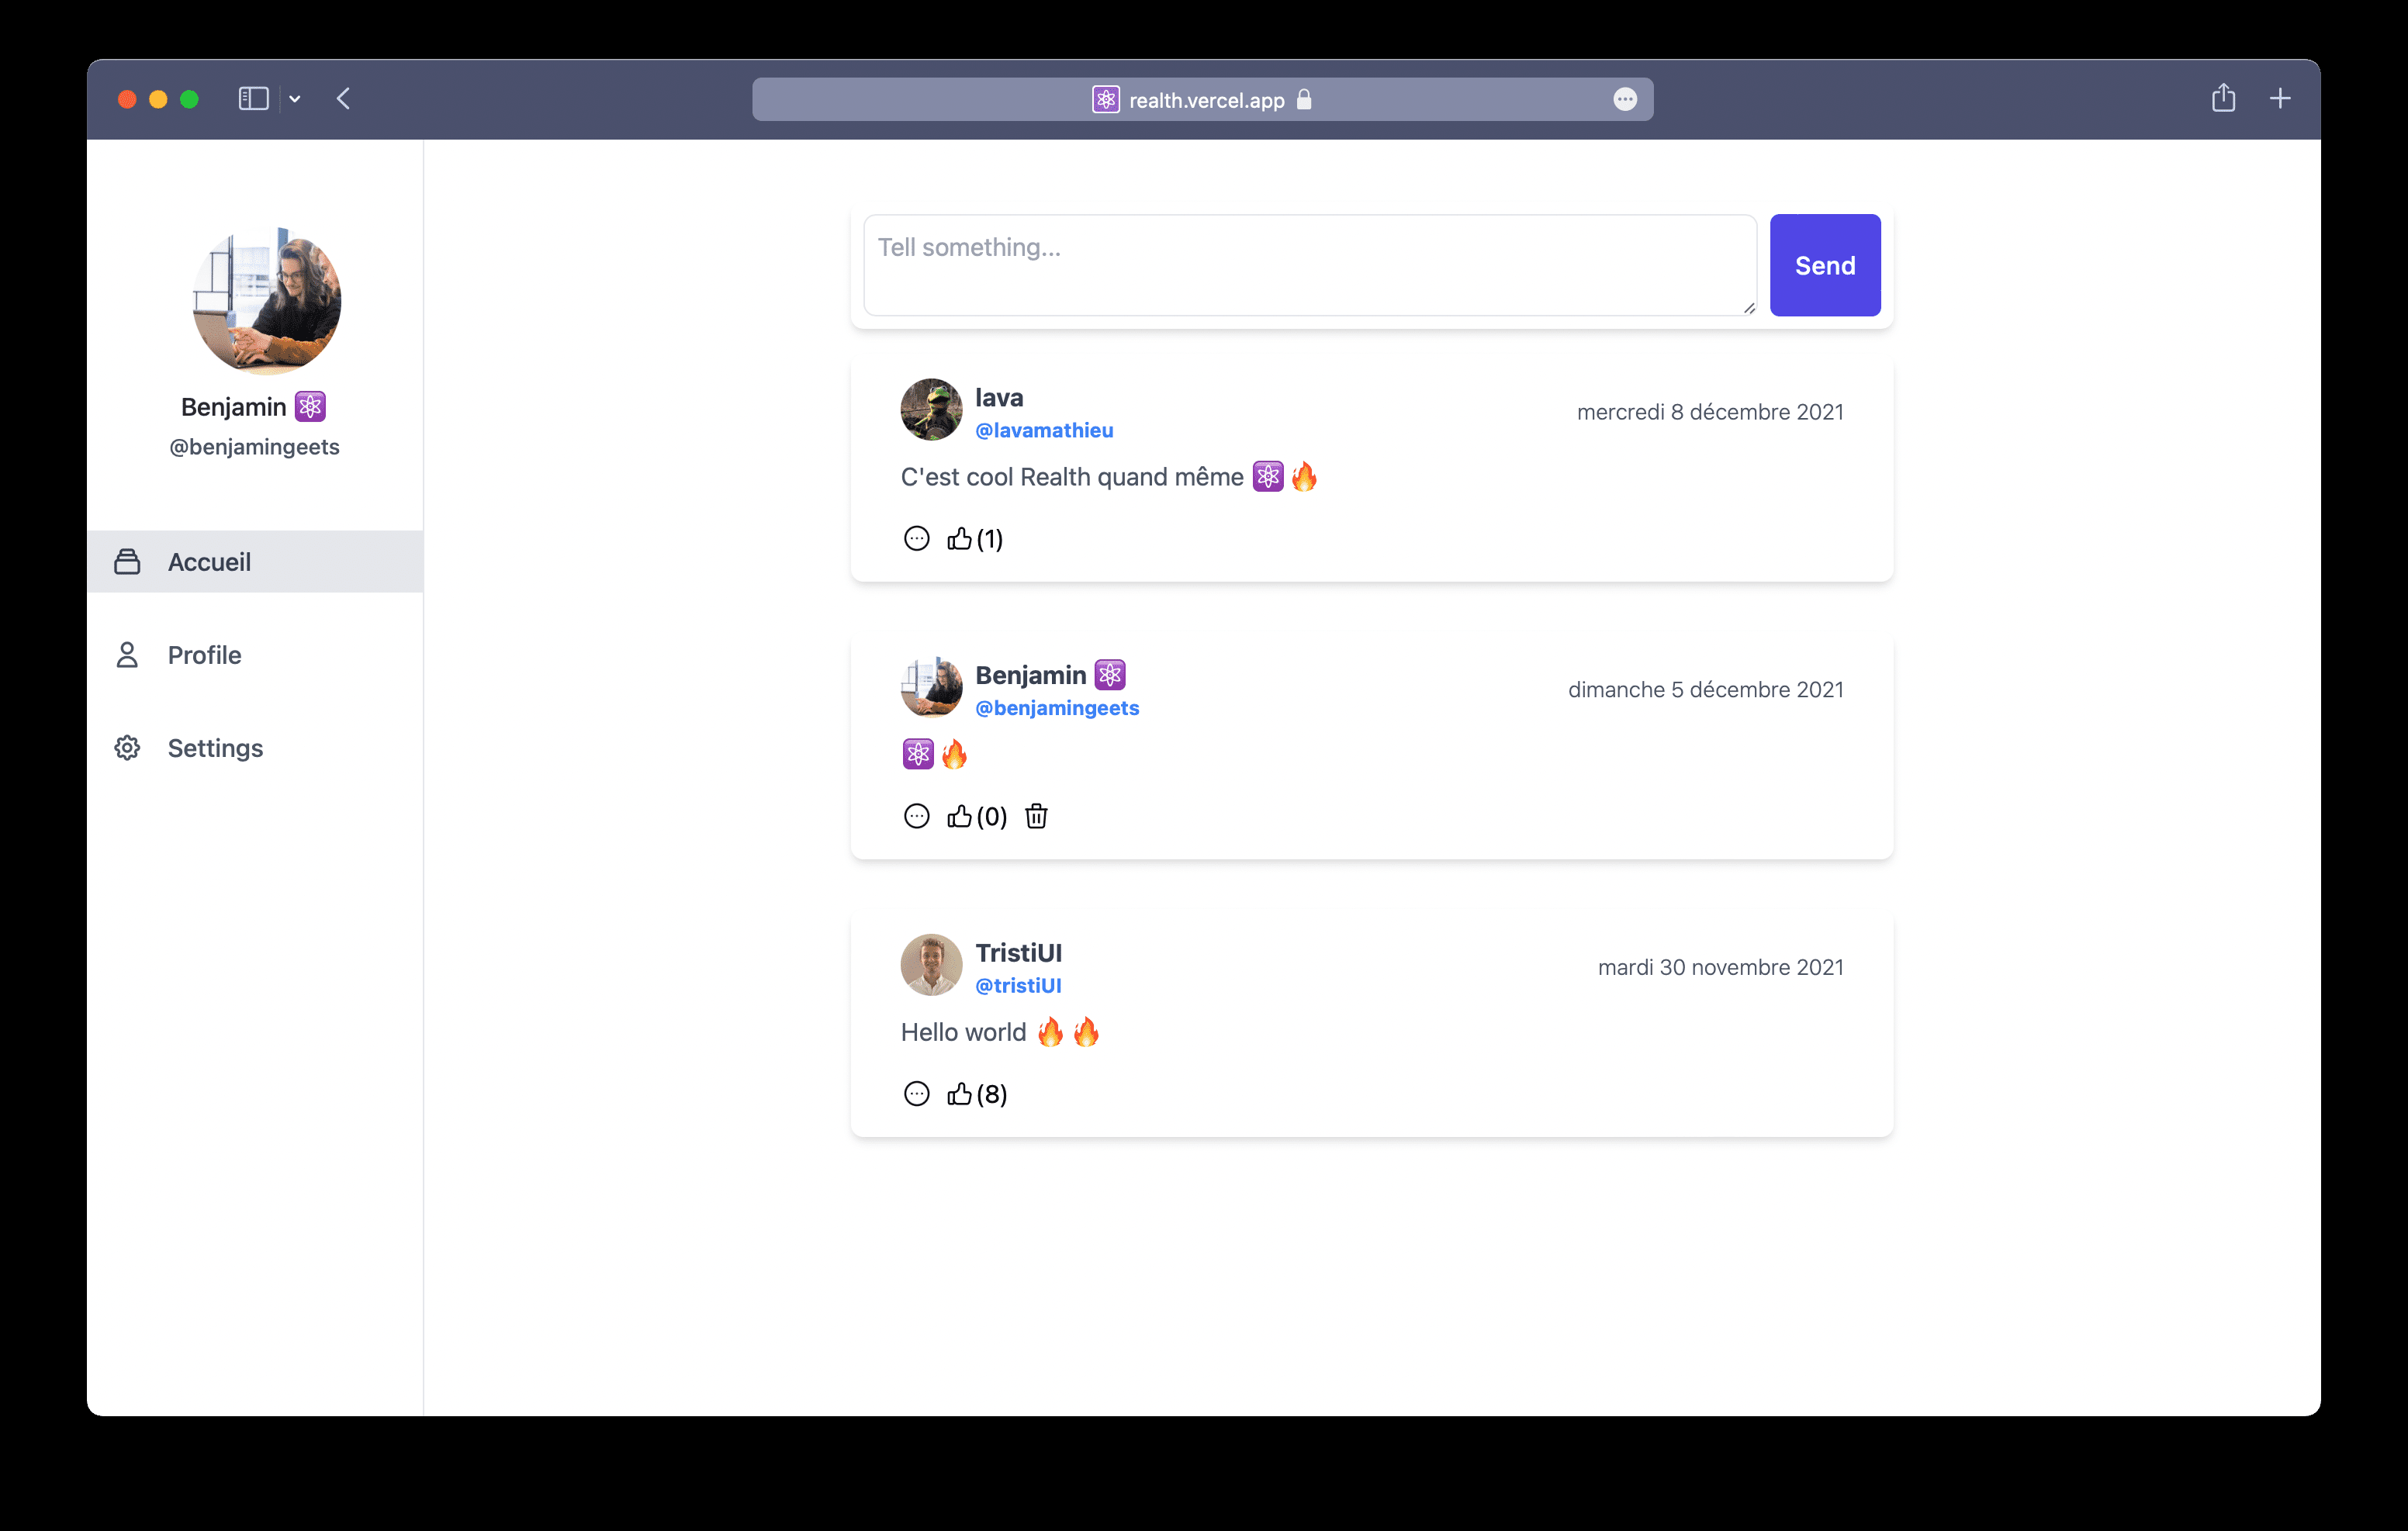 realth.vercel.app
Benjamin ⚛️
@benjamingeets
Accueil
Profile
Settings
Tell something...
Send
lava
@lavamathieu
mercredi 8 décembre 2021
C'est cool Realth quand même ⚛️🔥
(1)
Benjamin ⚛️
@benjamingeets
dimanche 5 décembre 2021
⚛️🔥
(0)
TristiUI
@tristiUI
mardi 30 novembre 2021
Hello world 🔥 🔥
(8)